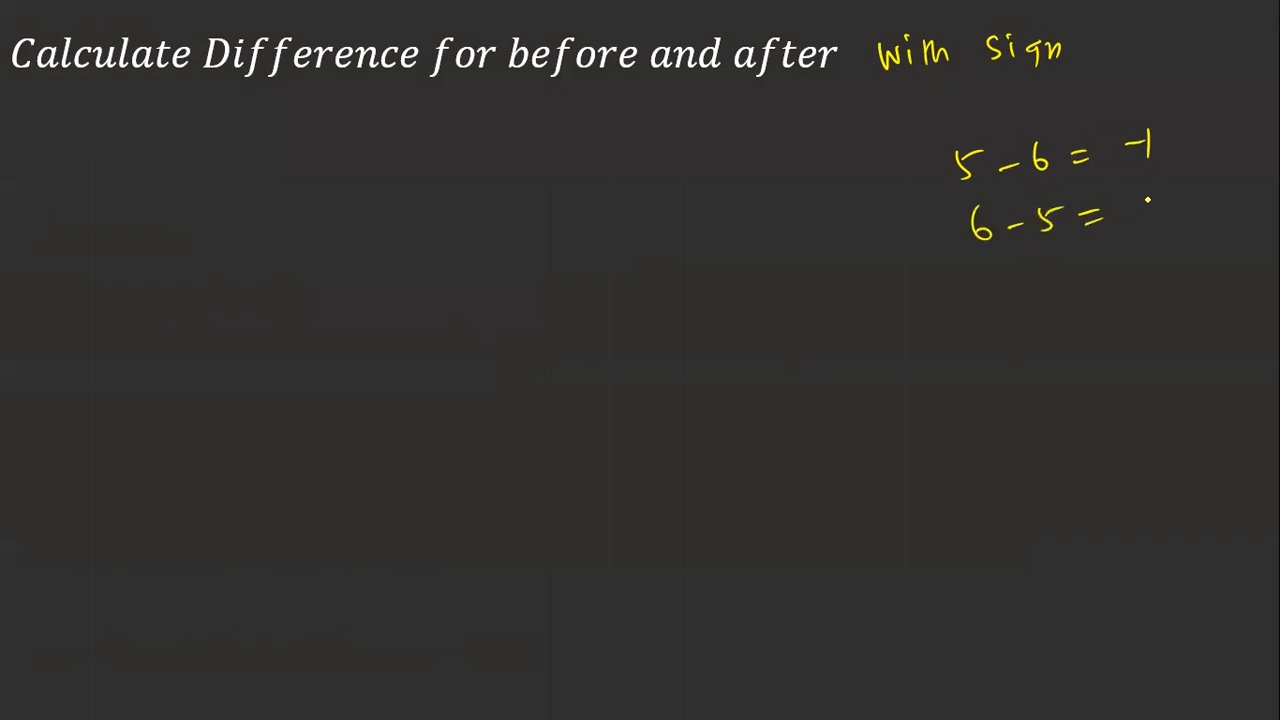 Calculate Difference for before and after with sign
5 - 6 = -1
6 - 5 =